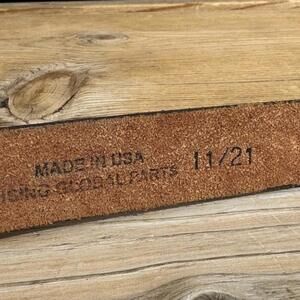 MADE IN USA
USING GLOBAL PARTS 11/21